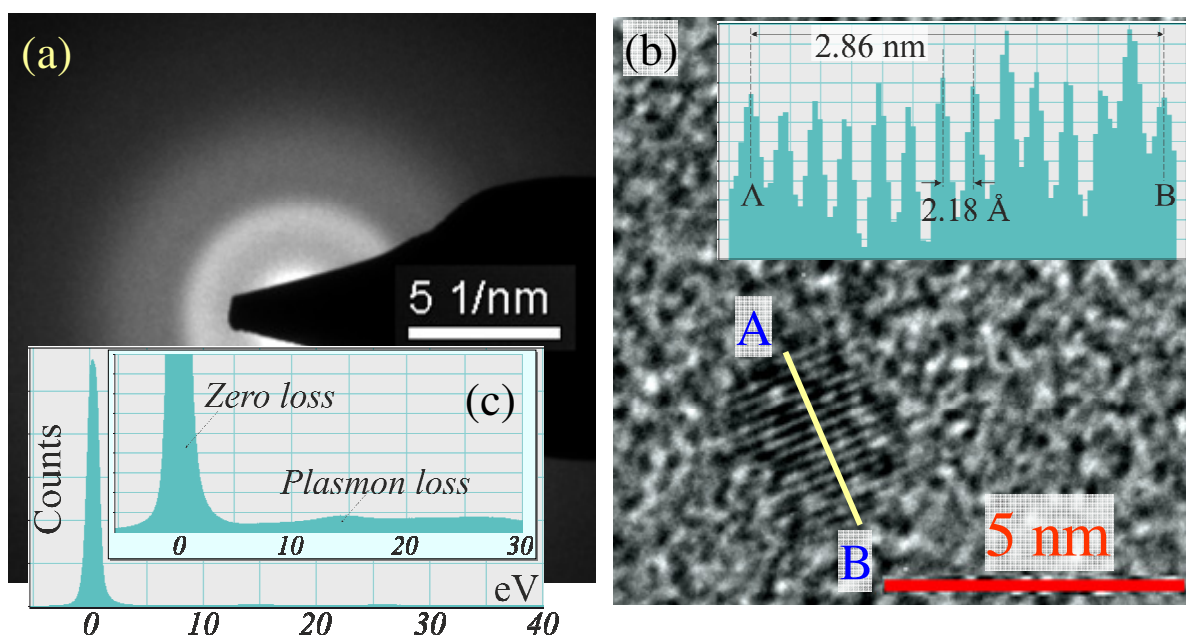 (a)
5 1/nm
(c)
Zero loss
Plasmon loss
0 10 20 30
Counts
eV
0 10 20 30 40
(b)
2.86 nm
2.18 Å
Λ
B
A
B
5 nm